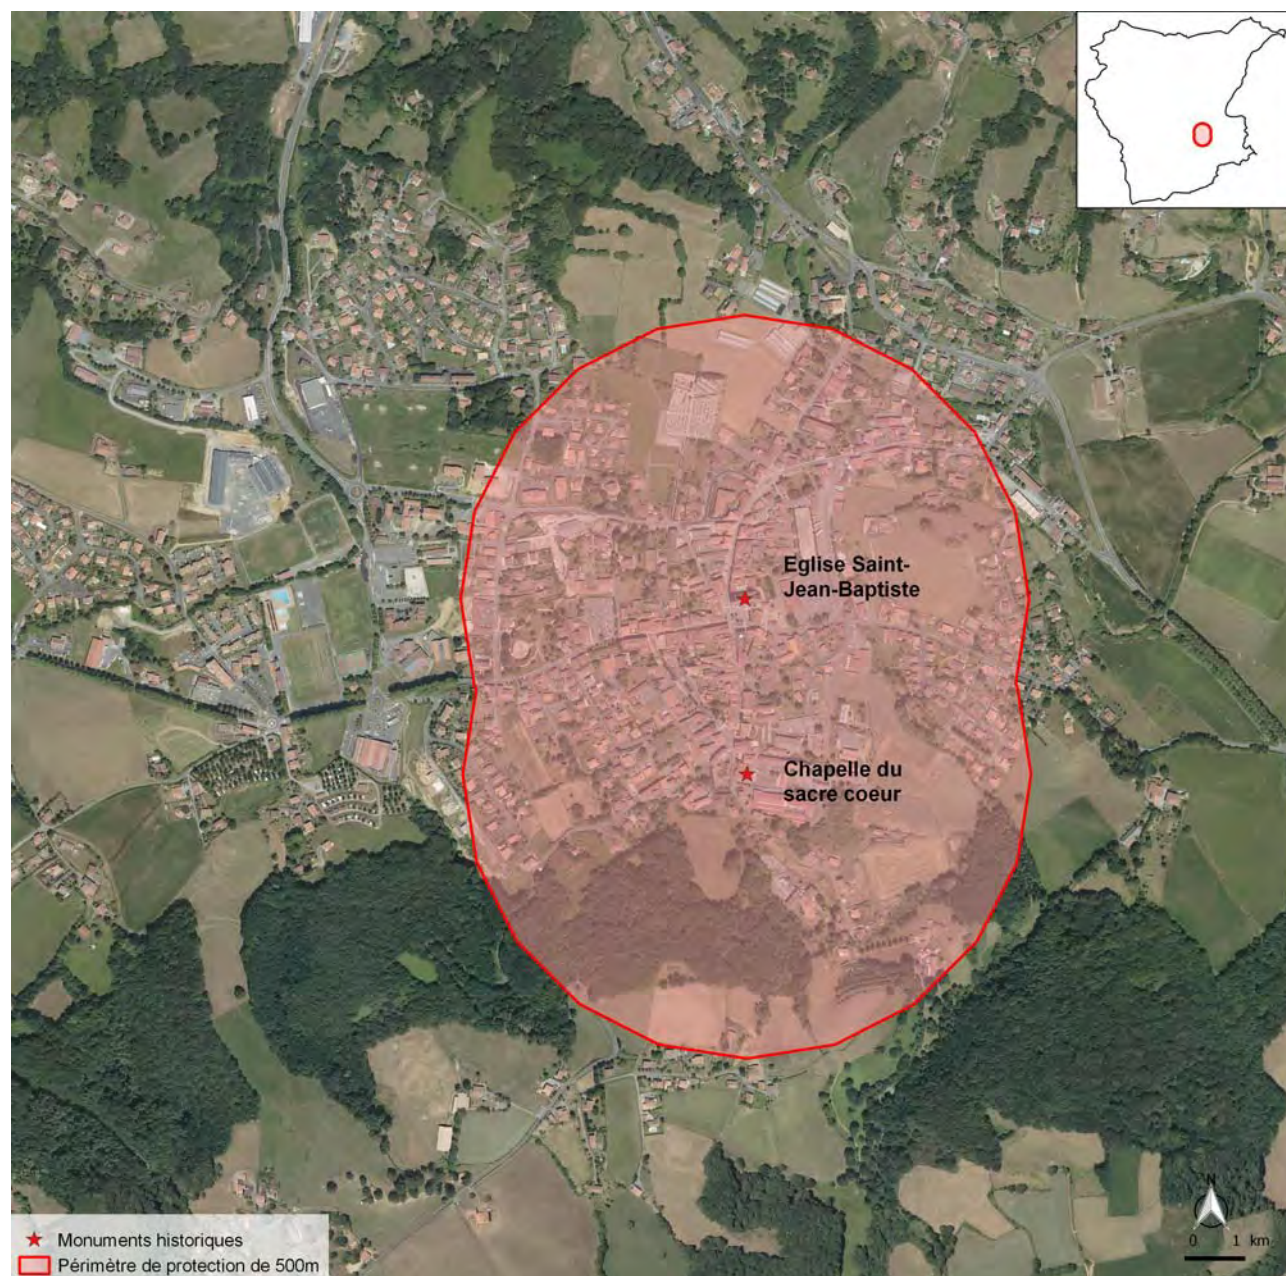 Eglise Saint-
Jean-Baptiste
Chapelle du
sacre coeur
N
0 1 km
Monuments historiques
Périmètre de protection de 500m